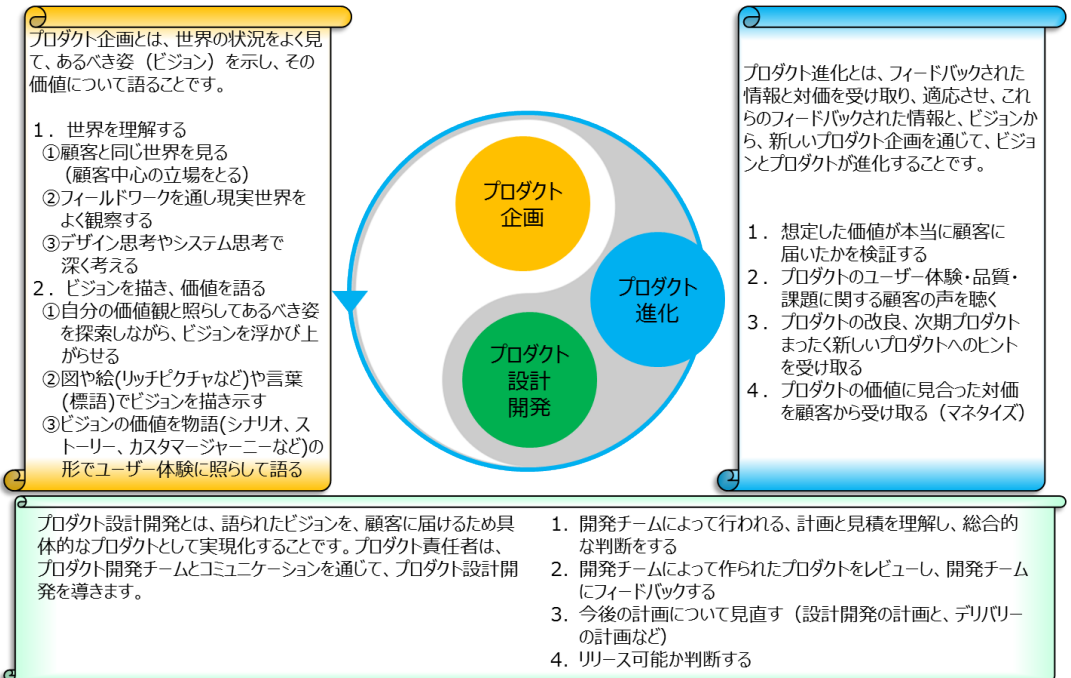 プロダクト企画とは、世界の状況をよく見
て、あるべき姿（ビジョン）を示し、その
価値について語ることです。
1．世界を理解する
①顧客と同じ世界を見る
（顧客中心の立場をとる）
②フィールドワークを通し現実世界を
よく観察する
③デザイン思考やシステム思考で
深く考える
2．ビジョンを描き、価値を語る
①自分の価値観と照らしてあるべき姿
を探索しながら、ビジョンを浮かび上
がらせる
②図や絵(リッチピクチャなど)や言葉
(標語)でビジョンを描き示す
③ビジョンの価値を物語(シナリオ、ス
トーリー、カスタマージャーニーなど)の
形でユーザー体験に照らして語る
プロダクト
企画
プロダクト
進化
プロダクト
設計
開発
プロダクト進化とは、フィードバックされた
情報と対価を受け取り、適応させ、これ
らのフィードバックされた情報と、ビジョンか
ら、新しいプロダクト企画を通じて、ビジョ
ンとプロダクトが進化することです。
1．想定した価値が本当に顧客に
届いたかを検証する
2．プロダクトのユーザー体験・品質・
課題に関する顧客の声を聴く
3．プロダクトの改良、次期プロダクト
まったく新しいプロダクトへのヒント
を受け取る
4．プロダクトの価値に見合った対価
を顧客から受け取る（マネタイズ）
プロダクト設計開発とは、語られたビジョンを、顧客に届けるため具
体的なプロダクトとして実現化することです。プロダクト責任者は、
プロダクト開発チームとコミュニケーションを通じて、プロダクト設計開
発を導きます。
1. 開発チームによって行われる、計画と見積を理解し、総合的
な判断をする
2. 開発チームによって作られたプロダクトをレビューし、開発チーム
にフィードバックする
3. 今後の計画について見直す（設計開発の計画と、デリバリー
の計画など）
4. リリース可能か判断する